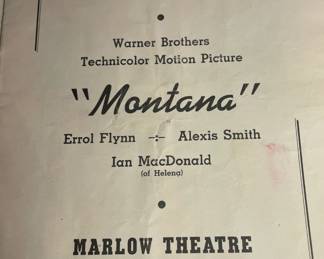 Warner Brothers
Technicolor Motion Picture
"Montana"
Errol Flynn -:- Alexis Smith
Ian MacDonald
(of Helena)
MARLOW THEATRE